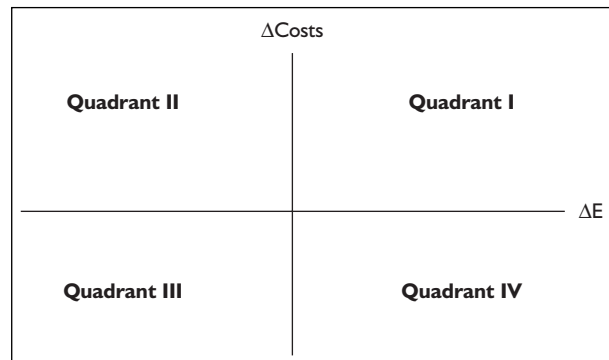 ΔCosts
Quadrant II
Quadrant I
ΔE
Quadrant III
Quadrant IV